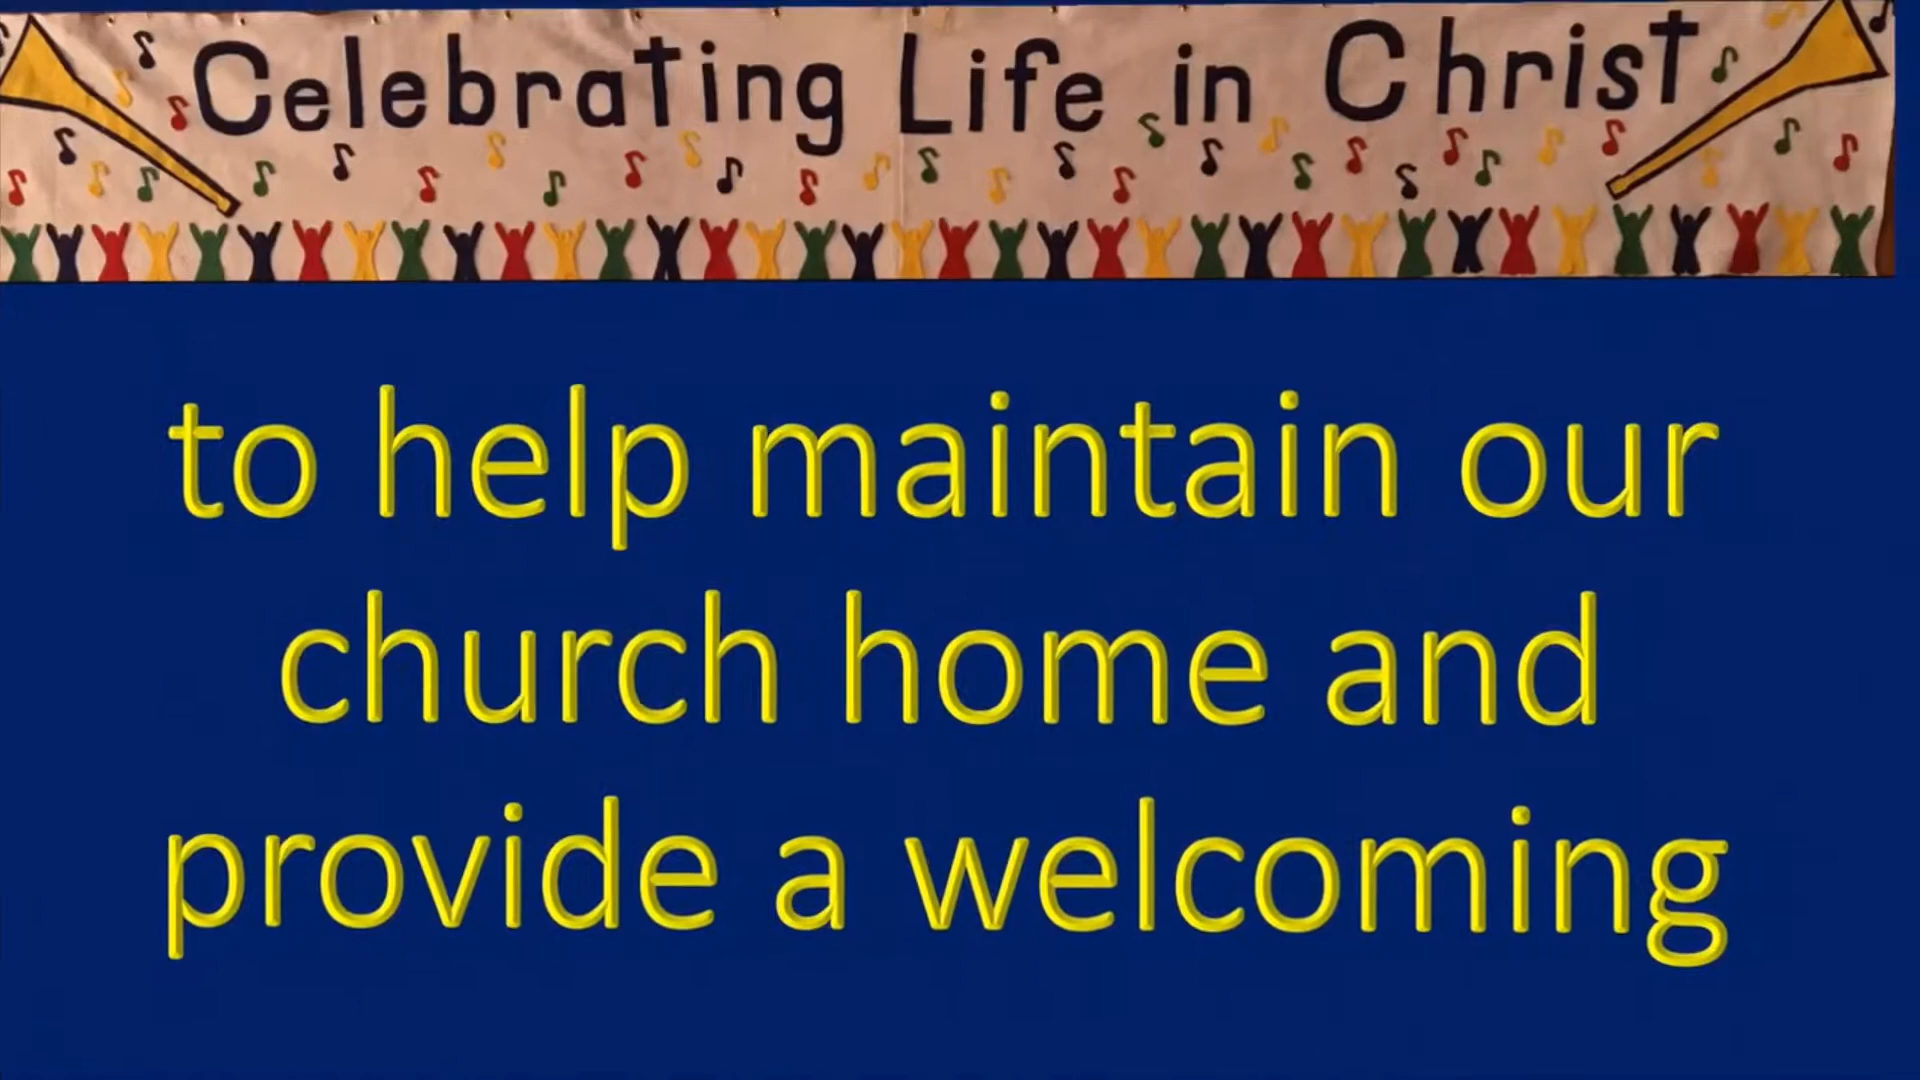 Celebrating Life in Christ
to help maintain our
church home and
provide a welcoming